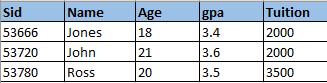 Sid Name Age gpa Tuition
53666 Jones 18 3.4 2000
53720 John 21 3.6 2000
53780 Ross 20 3.5 3500